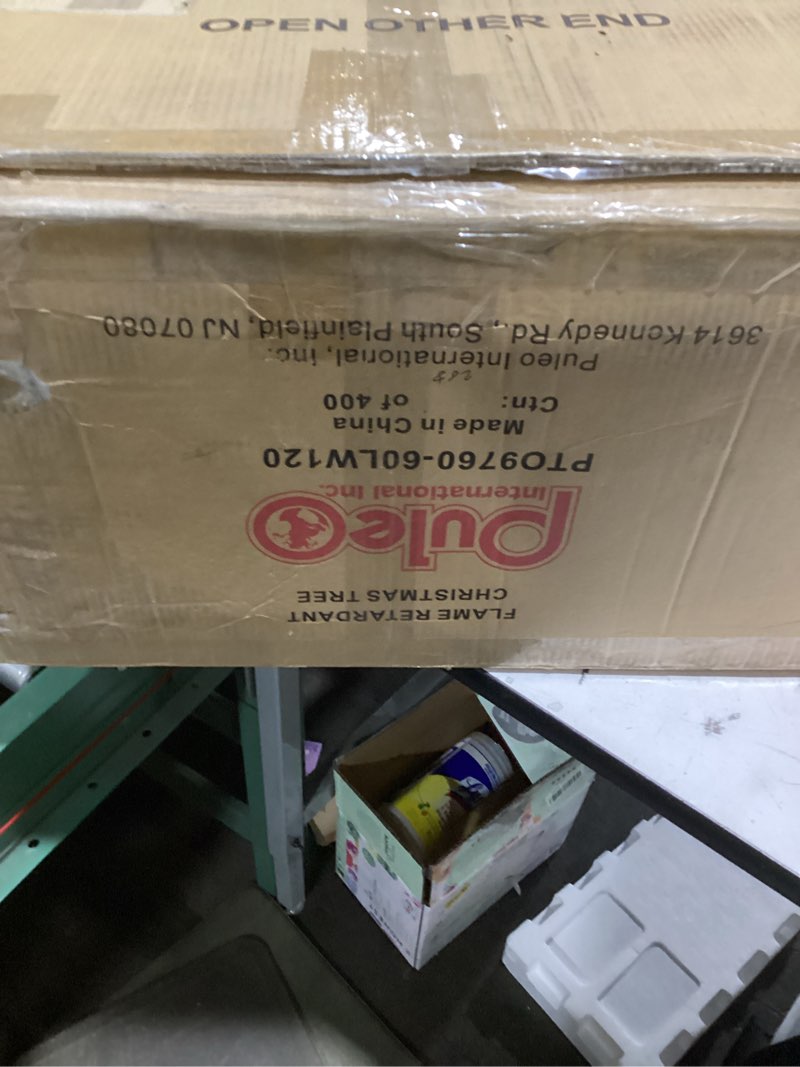 OPEN OTHER END
FLAME RETARDANT
CHRISTMAS TREE
Puleo
International Inc.
PTO9760-60LW120
Made in China
Ctn: of 400
Puleo International, inc.
3614 Kennedy Rd., South Plainfield, NJ 07080